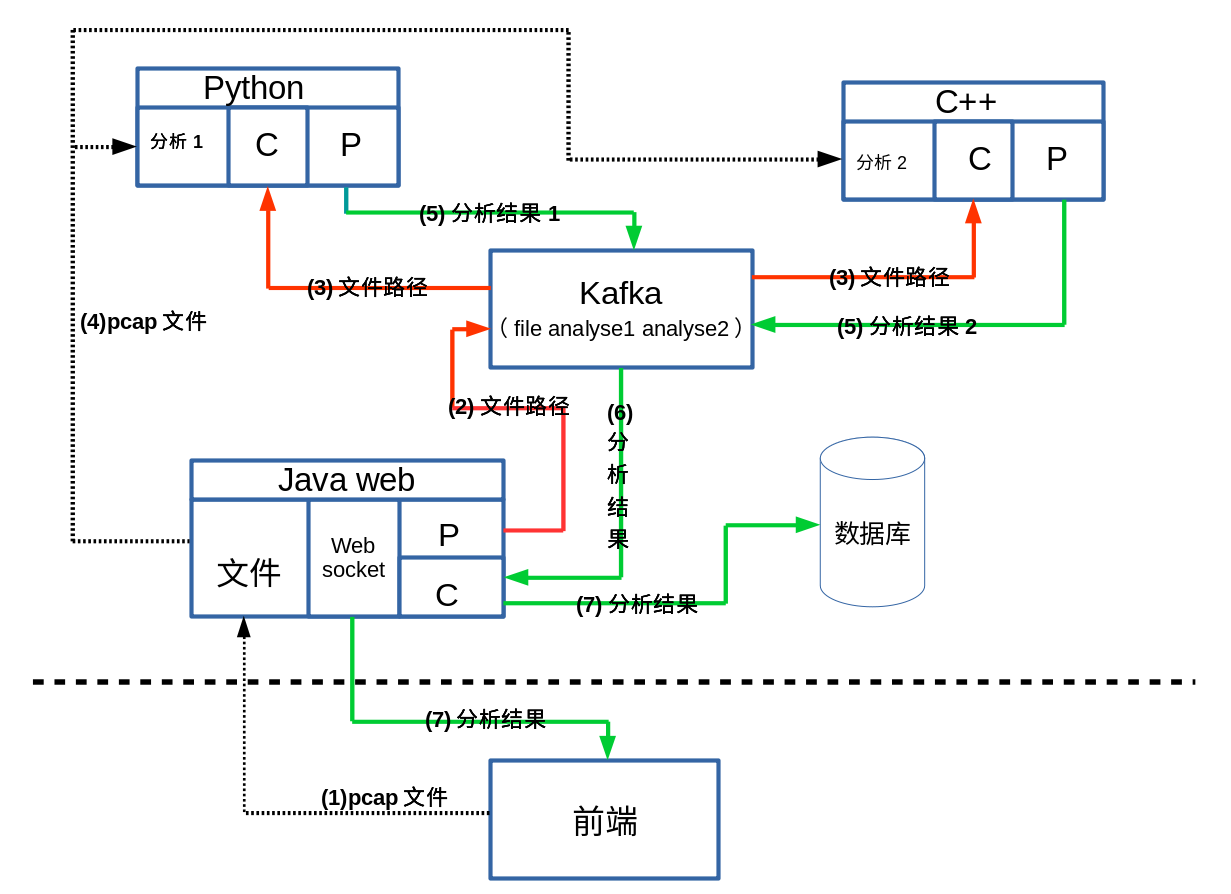 Python
分析 1
C
P
C++
分析 2
C
P
(5) 分析结果 1
(3) 文件路径
(3) 文件路径
Kafka
（ file analyse1 analyse2 ）
(4)pcap 文件
(5) 分析结果 2
(2) 文件路径
(6)
分
析
结
果
Java web
文件
Web
socket
P
C
数据库
(7) 分析结果
(7) 分析结果
(1)pcap 文件
前端